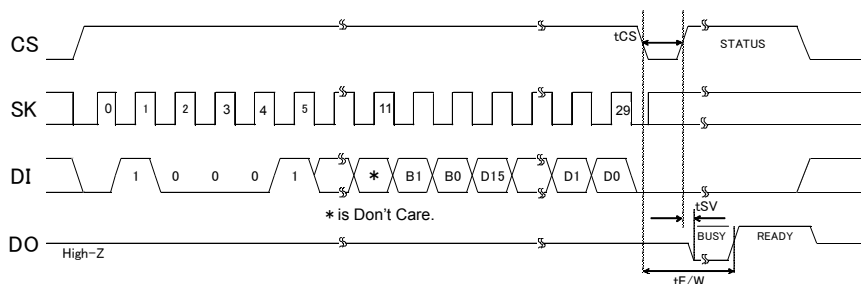 CS
tCS
STATUS
SK
0 1 2 3 4 5 11 29
DI
1 0 0 0 1 * B1 B0 D15 D1 D0
* is Don't Care.
tSV
BUSY READY
DO
High-Z
tE/W